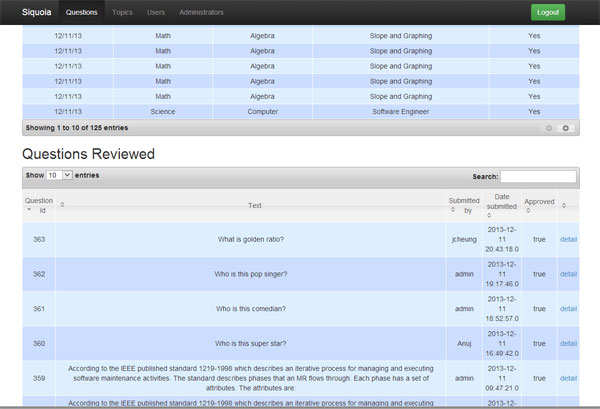 Siquoia Questions Topics Users Administrators Logout
12/11/13 Math Algebra Slope and Graphing Yes
12/11/13 Math Algebra Slope and Graphing Yes
12/11/13 Math Algebra Slope and Graphing Yes
12/11/13 Math Algebra Slope and Graphing Yes
12/11/13 Math Algebra Slope and Graphing Yes
12/11/13 Science Computer Software Engineer Yes
Showing 1 to 10 of 125 entries
Questions Reviewed
Show 10 entries Search:
Question Id Text Submitted by Date submitted Approved
363 What is golden ratio? jcheung 2013-12-11 20:43:18.0 true detail
362 Who is this pop singer? admin 2013-12-11 19:17:46.0 true detail
361 Who is this comedian? admin 2013-12-11 18:52:57.0 true detail
360 Who is this super star? Anuj 2013-12-11 16:49:42.0 true detail
359 According to the IEEE published standard 1219-1998 which describes an iterative process for managing and executing
software maintenance activities. The standard describes phases that an MR flows through. Each phase has a set of
attributes. The attributes are: admin 2013-12-11 09:47:21.0 true detail
According to the IEEE published standard 1219-1998 which describes an iterative process for managing and executing 2013-12-